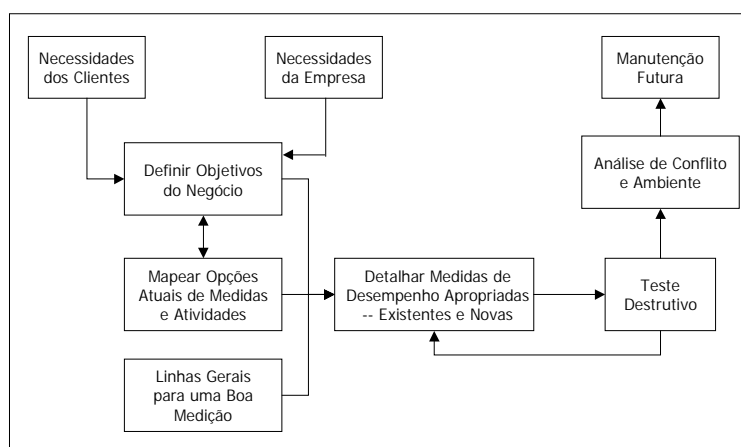 Necessidades
dos Clientes
Necessidades
da Empresa
Manutenção
Futura
Definir Objetivos
do Negócio
Análise de Conflito
e Ambiente
Mapear Opções
Atuais de Medidas
e Atividades
Detalhar Medidas de
Desempenho Apropriadas
-- Existentes e Novas
Teste
Destrutivo
Linhas Gerais
para uma Boa
Medição